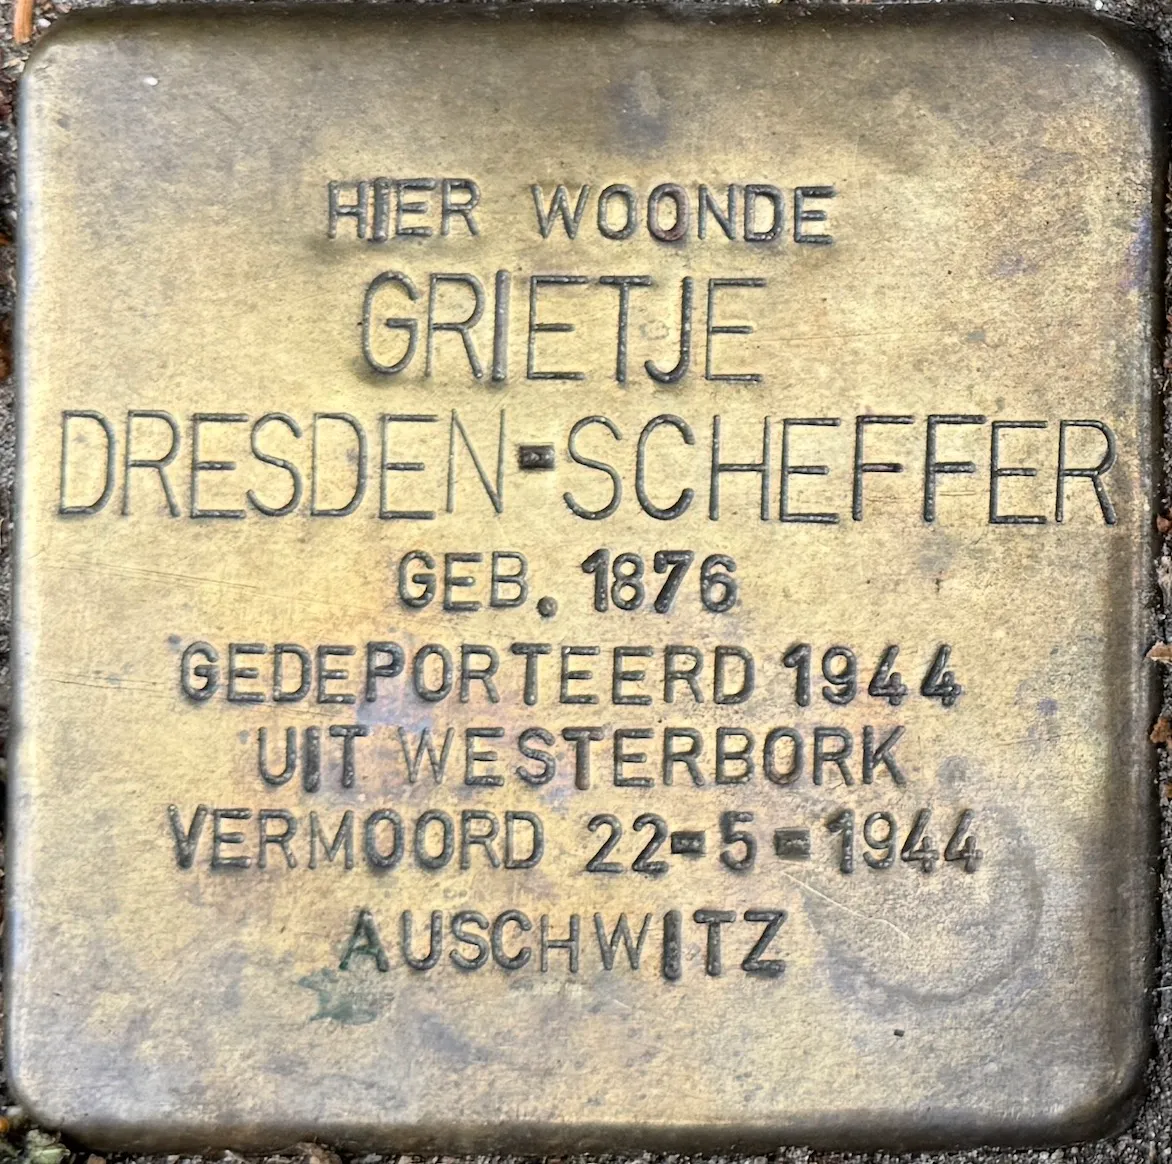 HIER WOONDE
GRIETJE
DRESDEN-SCHEFFER
GEB. 1876
GEDEPORTEERD 1944
UIT WESTERBORK
VERMOORD 22-5-1944
AUSCHWITZ